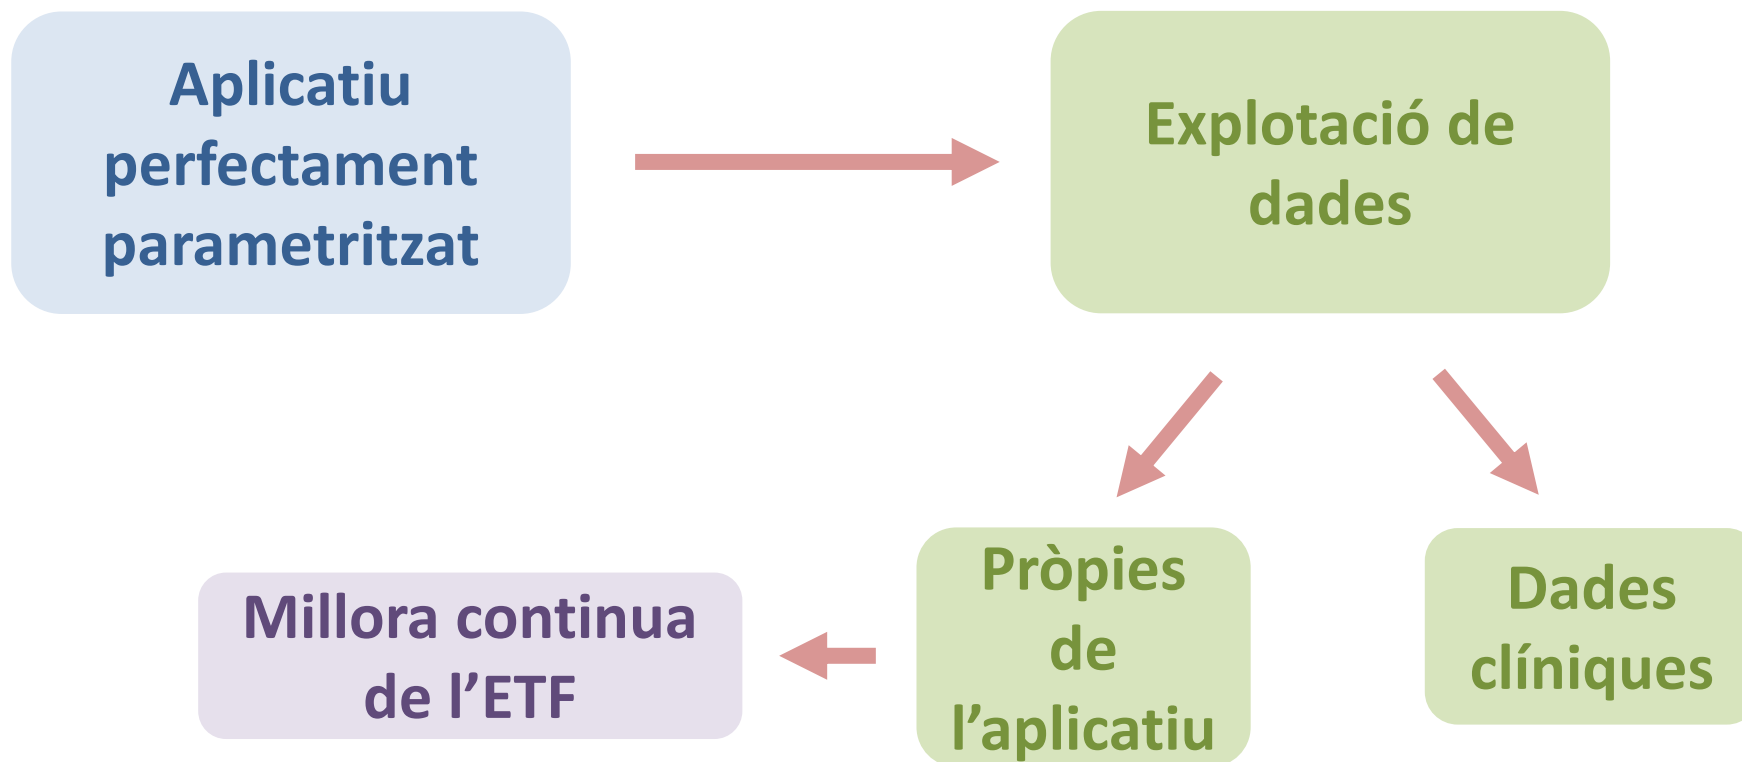 Aplicatiu
perfectament
parametritzat
Explotació de
dades
Millora continua
de l’ETF
Pròpies
de
l’aplicatiu
Dades
clíniques